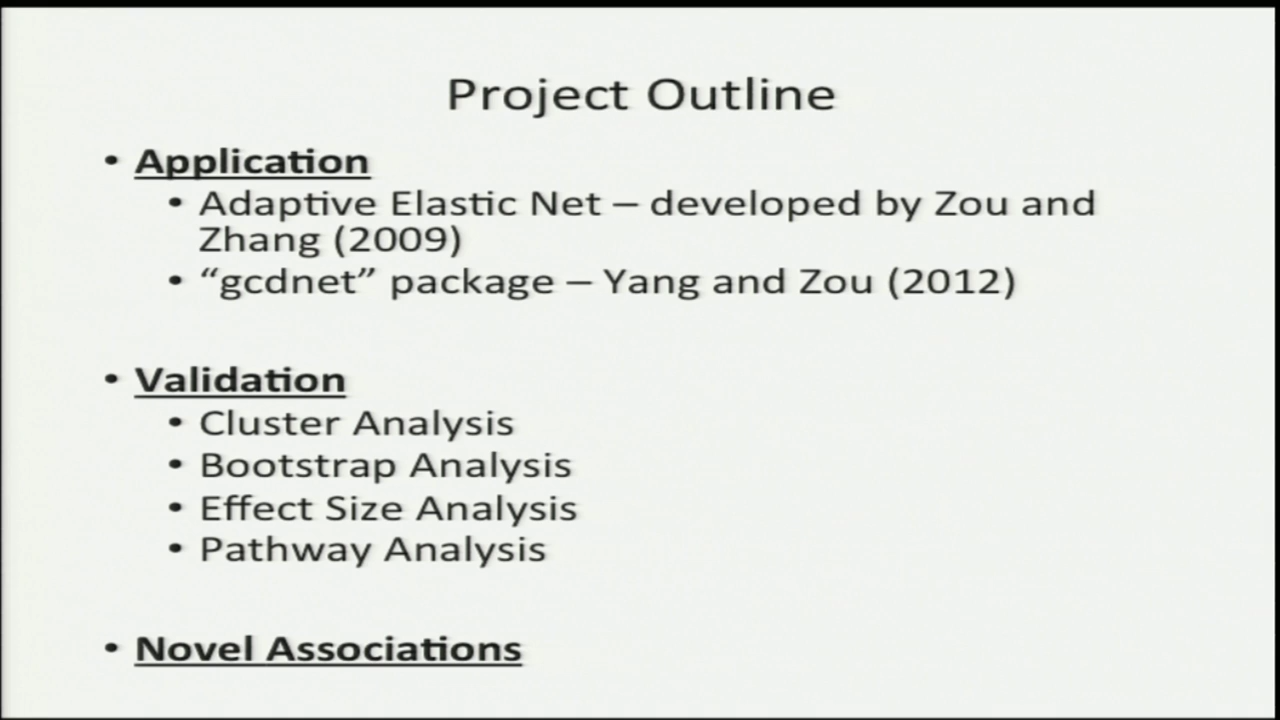 Project Outline
• Application
• Adaptive Elastic Net – developed by Zou and
Zhang (2009)
• “gcdnet” package – Yang and Zou (2012)
• Validation
• Cluster Analysis
• Bootstrap Analysis
• Effect Size Analysis
• Pathway Analysis
• Novel Associations